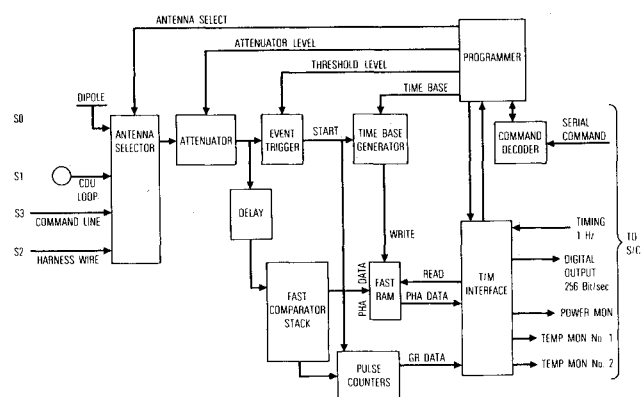 ANTENNA SELECT
ATTENUATOR LEVEL
THRESHOLD LEVEL
TIME BASE
PROGRAMMER
S0
DIPOLE
ANTENNA
SELECTOR
ATTENUATOR
EVENT
TRIGGER
START
TIME BASE
GENERATOR
COMMAND
DECODER
SERIAL
COMMAND
S1
CDU
LOOP
S3
COMMAND LINE
S2
HARNESS WIRE
DELAY
WRITE
TIMING
1 Hz
TO
S/C
DIGITAL
OUTPUT
256 Bit/sec
FAST
COMPARATOR
STACK
PHA DATA
FAST
RAM
READ
PHA DATA
T/M
INTERFACE
POWER MON
TEMP MON No. 1
TEMP MON No. 2
PULSE
COUNTERS
GR DATA